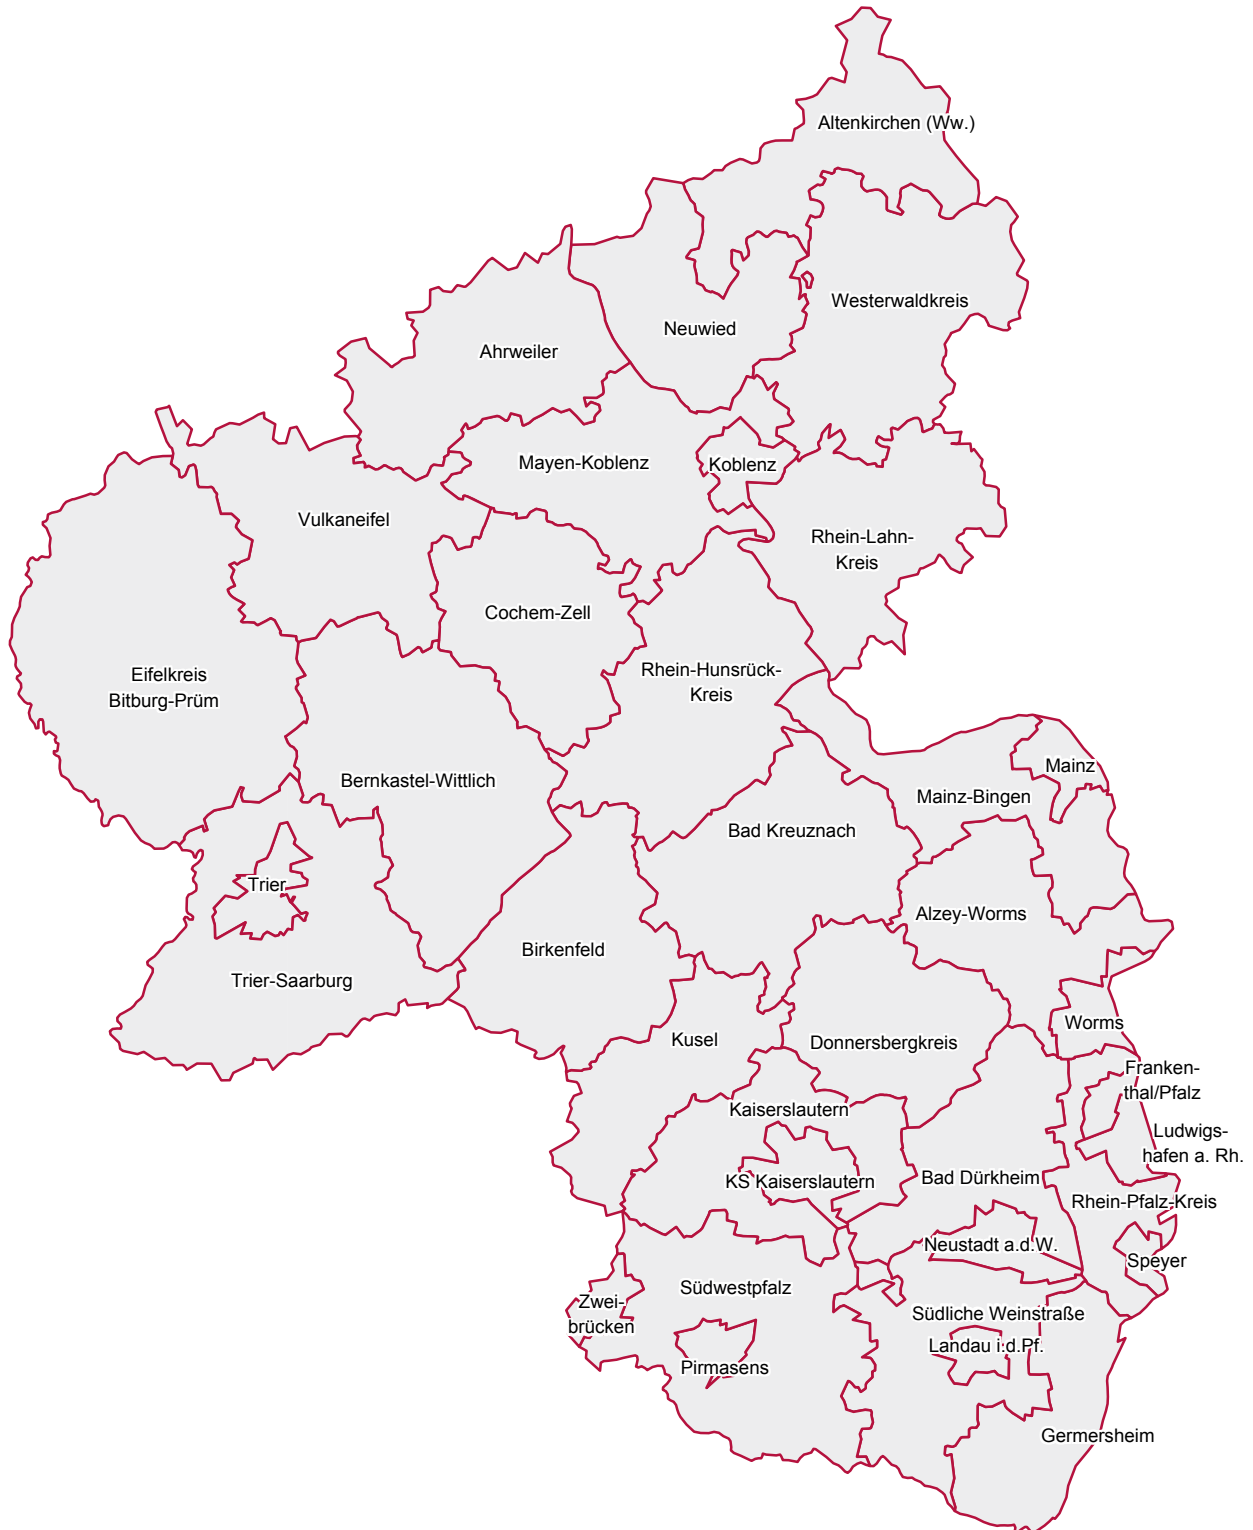 Altenkirchen (Ww.)
Westerwaldkreis
Neuwied
Ahrweiler
Mayen-Koblenz
Koblenz
Vulkaneifel
Rhein-Lahn-
Kreis
Cochem-Zell
Eifelkreis
Bitburg-Prüm
Rhein-Hunsrück-
Kreis
Mainz
Bernkastel-Wittlich
Mainz-Bingen
Bad Kreuznach
Trier
Alzey-Worms
Birkenfeld
Trier-Saarburg
Worms
Kusel
Donnersbergkreis
Franken-
thal/Pfalz
Kaiserslautern
Ludwigs-
hafen a. Rh.
KS Kaiserslautern
Bad Dürkheim
Rhein-Pfalz-Kreis
Neustadt a.d.W.
Speyer
Südwestpfalz
Zwei-
brücken
Südliche Weinstraße
Landau i.d.Pf.
Pirmasens
Germersheim